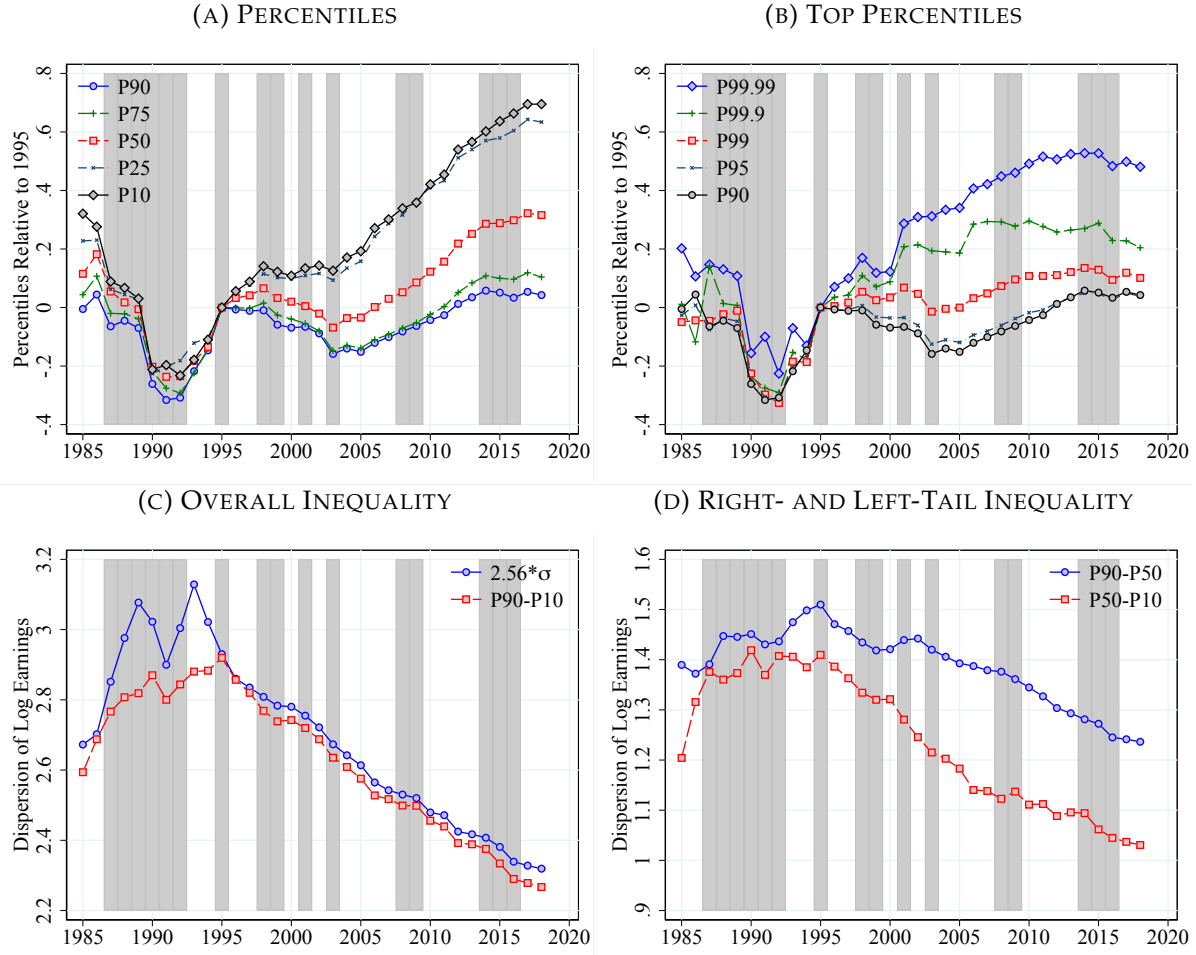 (A) PERCENTILES
Percentiles Relative to 1995
.8
.6
.4
.2
0
-.2
-.4
P90
P75
P50
P25
P10
1985 1990 1995 2000 2005 2010 2015 2020
(B) TOP PERCENTILES
Percentiles Relative to 1995
.8
.6
.4
.2
0
-.2
-.4
P99.99
P99.9
P99
P95
P90
1985 1990 1995 2000 2005 2010 2015 2020
(C) OVERALL INEQUALITY
Dispersion of Log Earnings
3.2
3
2.8
2.6
2.4
2.2
2.56*σ
P90-P10
1985 1990 1995 2000 2005 2010 2015 2020
(D) RIGHT- AND LEFT-TAIL INEQUALITY
Dispersion of Log Earnings
1.6
1.5
1.4
1.3
1.2
1.1
1
.9
P90-P50
P50-P10
1985 1990 1995 2000 2005 2010 2015 2020